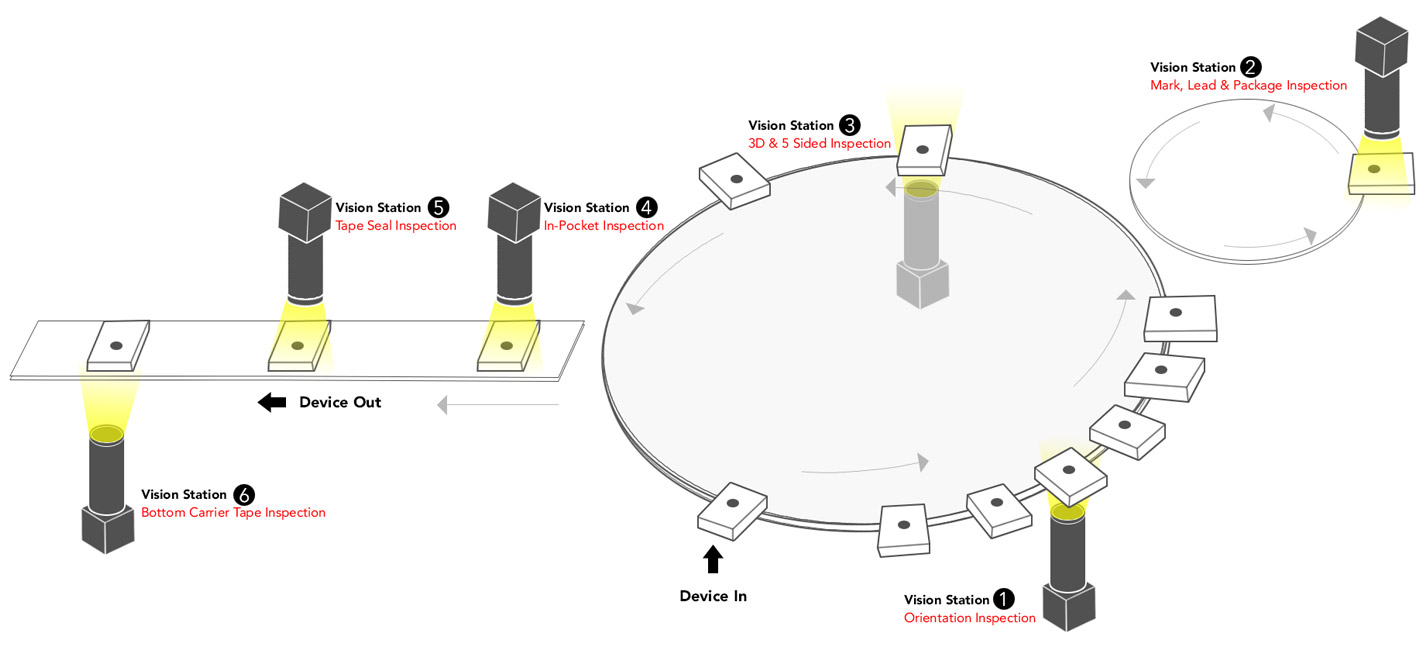 Vision Station 2
Mark, Lead & Package Inspection
Vision Station 3
3D & 5 Sided Inspection
Vision Station 5
Tape Seal Inspection
Vision Station 4
In-Pocket Inspection
Device Out
Vision Station 6
Bottom Carrier Tape Inspection
Device In
Vision Station 1
Orientation Inspection